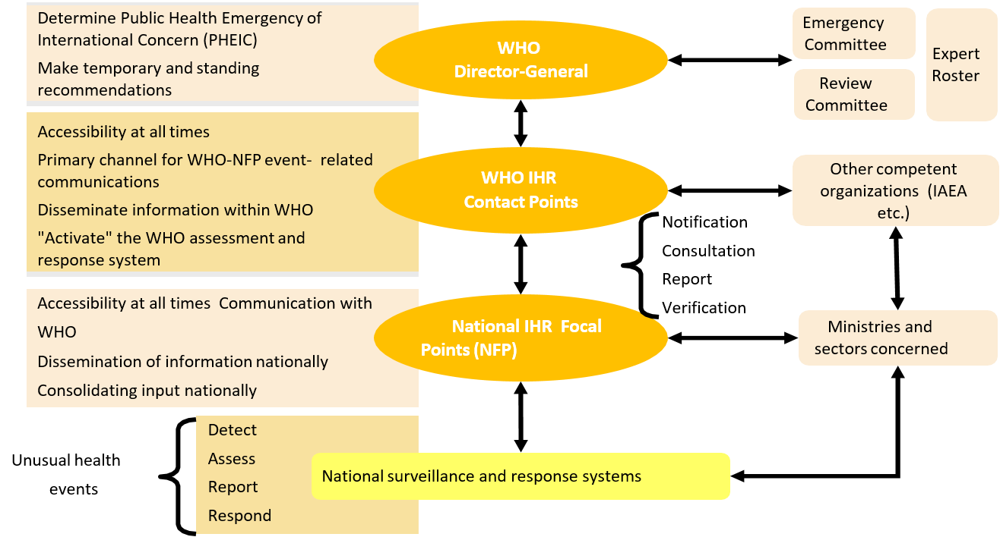 Determine Public Health Emergency of
International Concern (PHEIC)
Make temporary and standing
recommendations
WHO
Director-General
Emergency
Committee
Review
Committee
Expert
Roster
Accessibility at all times
Primary channel for WHO-NFP event- related
communications
Disseminate information within WHO
"Activate" the WHO assessment and
response system
WHO IHR
Contact Points
Other competent
organizations (IAEA
etc.)
Notification
Consultation
Report
Verification
Accessibility at all times Communication with
WHO
Dissemination of information nationally
Consolidating input nationally
National IHR Focal
Points (NFP)
Ministries and
sectors concerned
Unusual health
events
Detect
Assess
Report
Respond
National surveillance and response systems